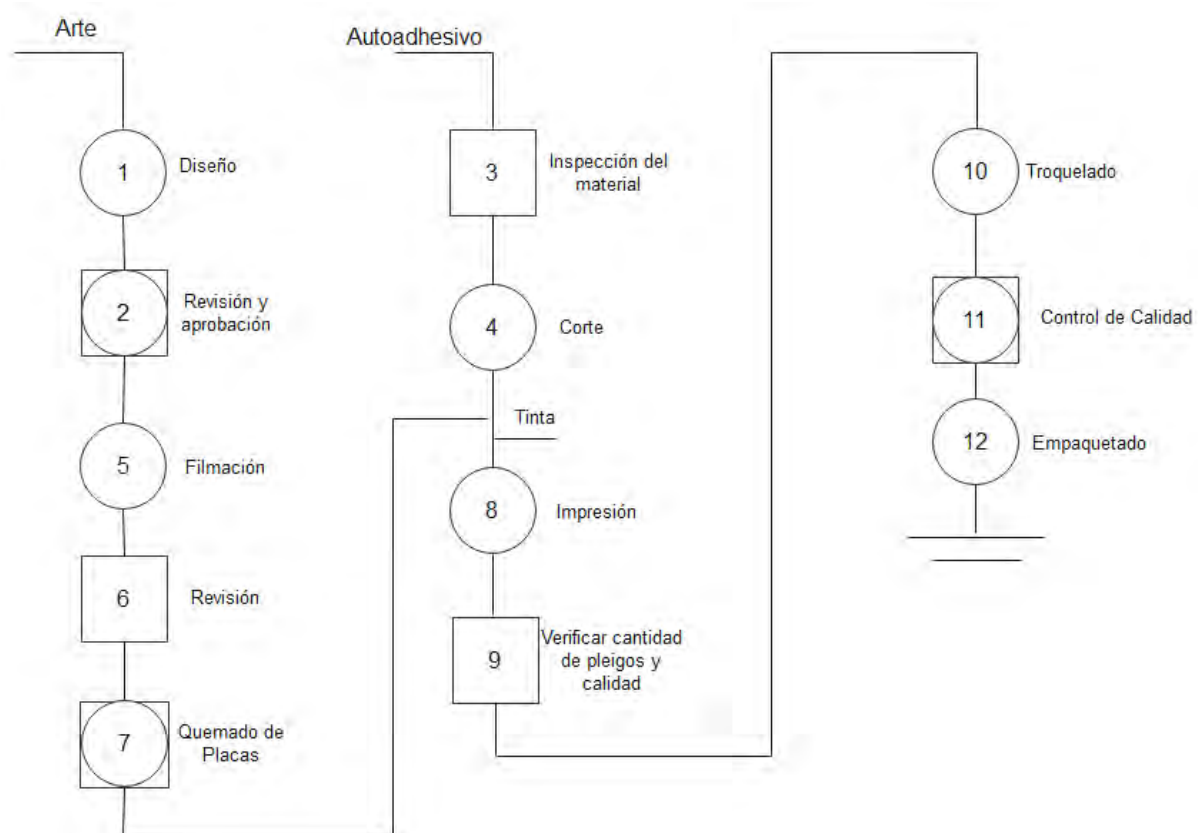 Arte
1
Diseño
2
Revisión y
aprobación
5
Filmación
6
Revisión
7
Quemado de
Placas
Autoadhesivo
3
Inspección del
material
4
Corte
Tinta
8
Impresión
9
Verificar cantidad
de pleigos y
calidad
10
Troquelado
11
Control de Calidad
12
Empaquetado